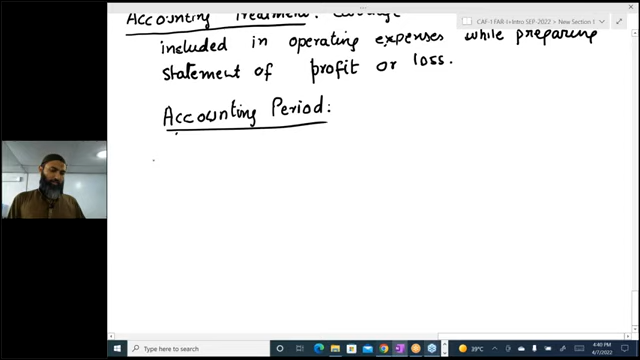 CAF-1 FAR-I+Intro SEP-2022 > New Section 1
Accounting Treatment:
included in operating expenses while preparing
statement of profit or loss.
Accounting Period:
Type here to search
39°C
4:40 PM
4/7/2022